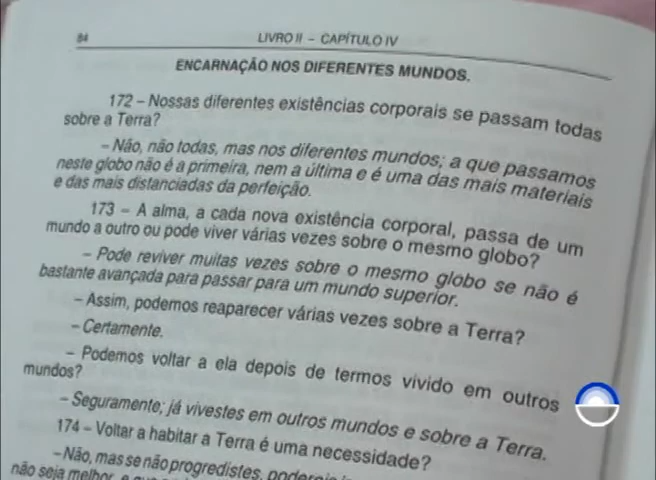 84 LIVRO II – CAPÍTULO IV
ENCARNAÇÃO NOS DIFERENTES MUNDOS.
172 – Nossas diferentes existências corporais se passam todas
sobre a Terra?
– Não, não todas, mas nos diferentes mundos; a que passamos
neste globo não é a primeira, nem a última e é uma das mais materiais
e das mais distanciadas da perfeição.
173 – A alma, a cada nova existência corporal, passa de um
mundo a outro ou pode viver várias vezes sobre o mesmo globo?
– Pode reviver muitas vezes sobre o mesmo globo se não é
bastante avançada para passar para um mundo superior.
– Assim, podemos reaparecer várias vezes sobre a Terra?
– Certamente.
– Podemos voltar a ela depois de termos vivido em outros
mundos?
– Seguramente; já vivestes em outros mundos e sobre a Terra.
174 – Voltar a habitar a Terra é uma necessidade?
– Não, mas se não progredistes,
não seja melhor, e